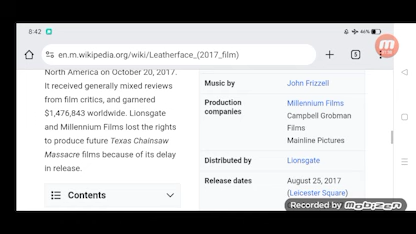 8:42
46%
en.m.wikipedia.org/wiki/Leatherface_(2017_film)
5
North America on October 20, 2017.
It received generally mixed reviews
from film critics, and garnered
$1,476,843 worldwide. Lionsgate
and Millennium Films lost the rights
to produce future Texas Chainsaw
Massacre films because of its delay
in release.
Contents
Music by
John Frizzell
Production
companies
Millennium Films
Campbell Grobman
Films
Mainline Pictures
Distributed by
Lionsgate
Release dates
August 25, 2017
(Leicester Square)
Recorded by Mobizen